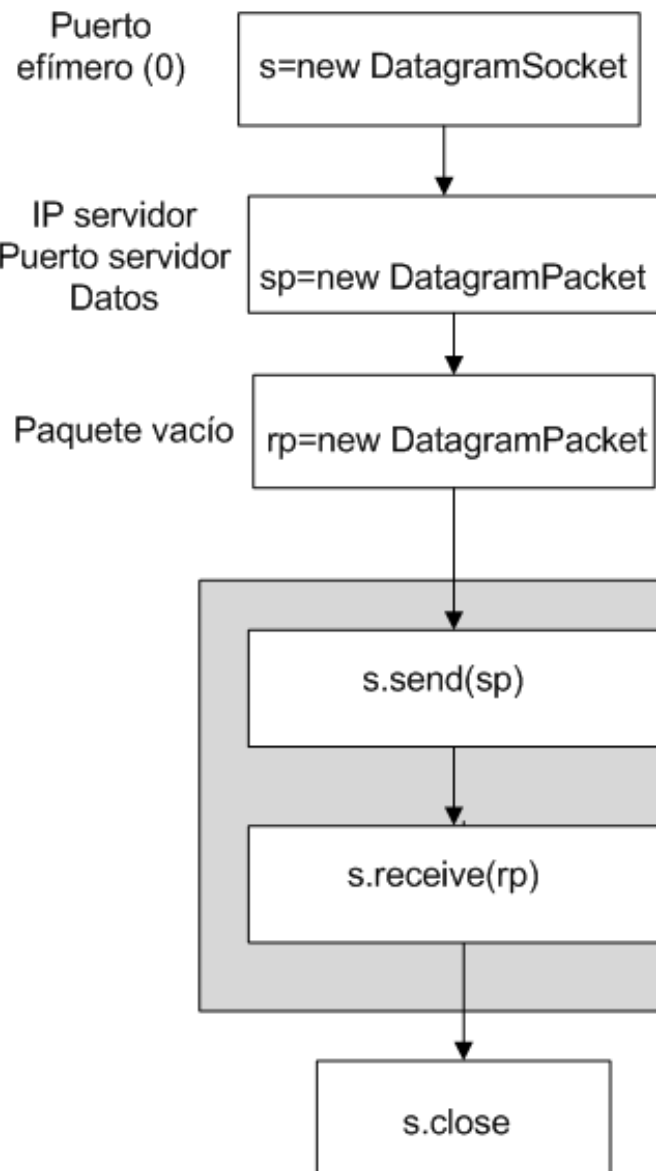 Puerto
efímero (0)
s=new DatagramSocket
IP servidor
Puerto servidor
Datos
sp=new DatagramPacket
Paquete vacío
rp=new DatagramPacket
s.send(sp)
s.receive(rp)
s.close